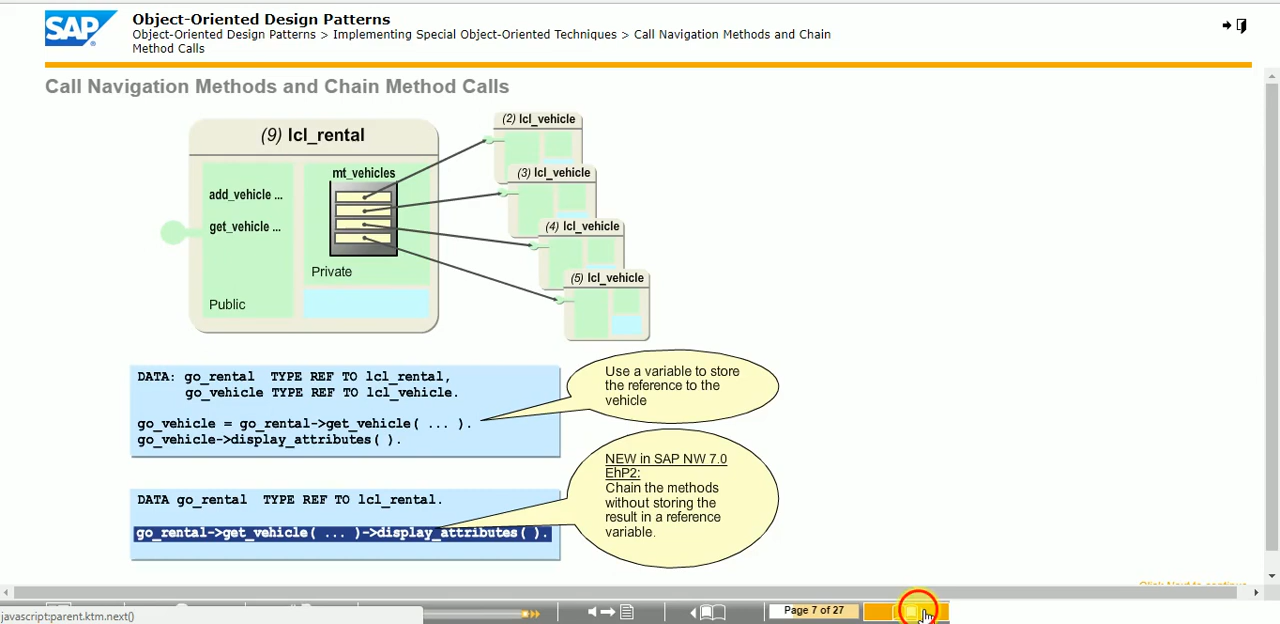 SAP
Object-Oriented Design Patterns
Object-Oriented Design Patterns > Implementing Special Object-Oriented Techniques > Call Navigation Methods and Chain
Method Calls
Call Navigation Methods and Chain Method Calls
(9) lcl_rental
add_vehicle ...
get_vehicle ...
Public
mt_vehicles
Private
(2) lcl_vehicle
(3) lcl_vehicle
(4) lcl_vehicle
(5) lcl_vehicle
DATA: go_rental TYPE REF TO lcl_rental,
go_vehicle TYPE REF TO lcl_vehicle.
go_vehicle = go_rental->get_vehicle( ... ).
go_vehicle->display_attributes( ).
Use a variable to store
the reference to the
vehicle
DATA go_rental TYPE REF TO lcl_rental.
go_rental->get_vehicle( ... )->display_attributes( ).
NEW in SAP NW 7.0
EhP2:
Chain the methods
without storing the
result in a reference
variable.
Click Next to continue
javascript:parent.ktm.next()
Page 7 of 27